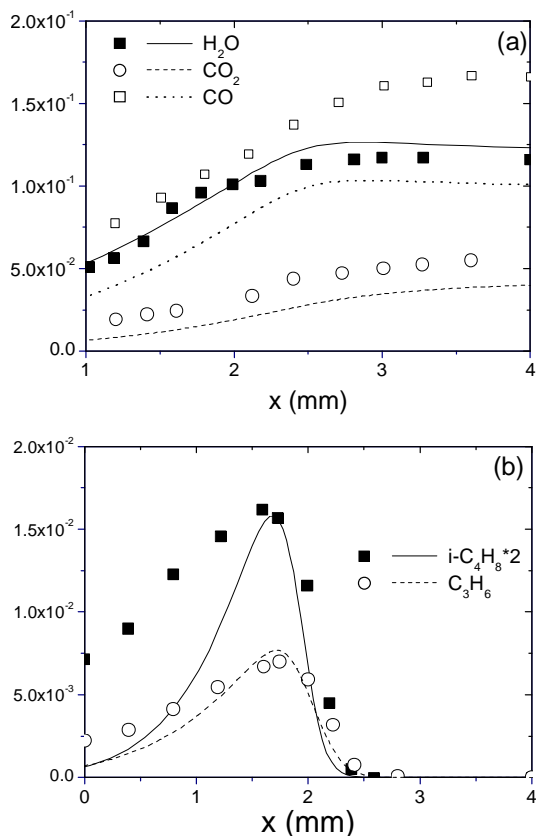 2.0x10⁻¹
1.5x10⁻¹
1.0x10⁻¹
5.0x10⁻²
0.0
(a)
H₂O
CO₂
CO
1 2 3 4
x (mm)
2.0x10⁻²
1.5x10⁻²
1.0x10⁻²
5.0x10⁻³
0.0
(b)
i-C₄H₈*2
C₃H₆
0 1 2 3 4
x (mm)